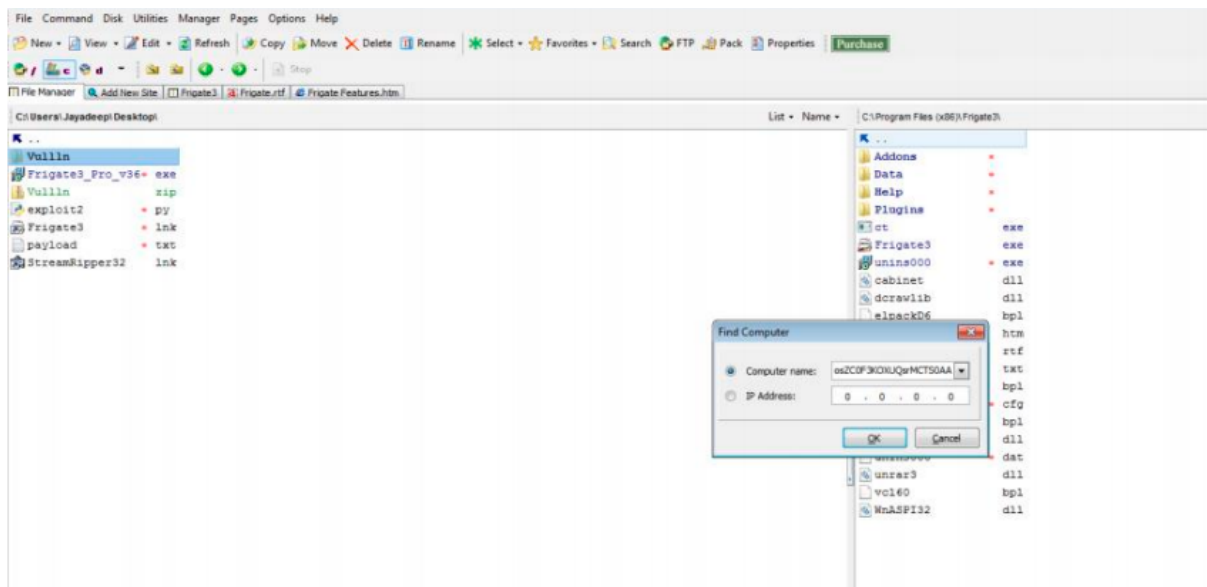 File Command Disk Utilities Manager Pages Options Help
New View Edit Refresh Copy Move Delete Rename Select Favorites Search FTP Pack Properties Purchase
/ c d Stop
File Manager Add New Site Frigate3 Frigate.rtf Frigate Features.htm
C:\Users\Jayadeep\Desktop\ List Name
..
Vullln
Frigate3_Pro_v36 exe
Vullln zip
exploit2 py
Frigate3 lnk
payload txt
StreamRipper32 lnk
C:\Program Files (x86)\Frigate3\
..
Addons
Data
Help
Plugins
ct exe
Frigate3 exe
unins000 exe
cabinet dll
dcrawlib dll
elpackD6 bpl
htm
rtf
txt
bpl
cfg
bpl
dll
dat
unrar3 dll
vcl60 bpl
WnASPI32 dll
Find Computer
Computer name:
IP Address: 0 . 0 . 0 . 0
OK Cancel